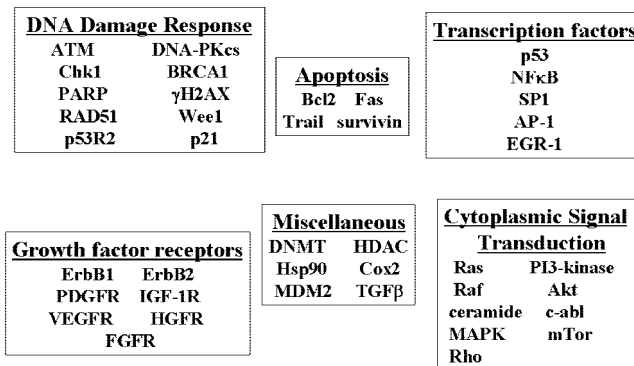 DNA Damage Response
ATM DNA-PKcs
Chk1 BRCA1
PARP γH2AX
RAD51 Wee1
p53R2 p21
Apoptosis
Bcl2 Fas
Trail survivin
Transcription factors
p53
NFκB
SP1
AP-1
EGR-1
Growth factor receptors
ErbB1 ErbB2
PDGFR IGF-1R
VEGFR HGFR
FGFR
Miscellaneous
DNMT HDAC
Hsp90 Cox2
MDM2 TGFβ
Cytoplasmic Signal
Transduction
Ras PI3-kinase
Raf Akt
ceramide c-abl
MAPK mTor
Rho